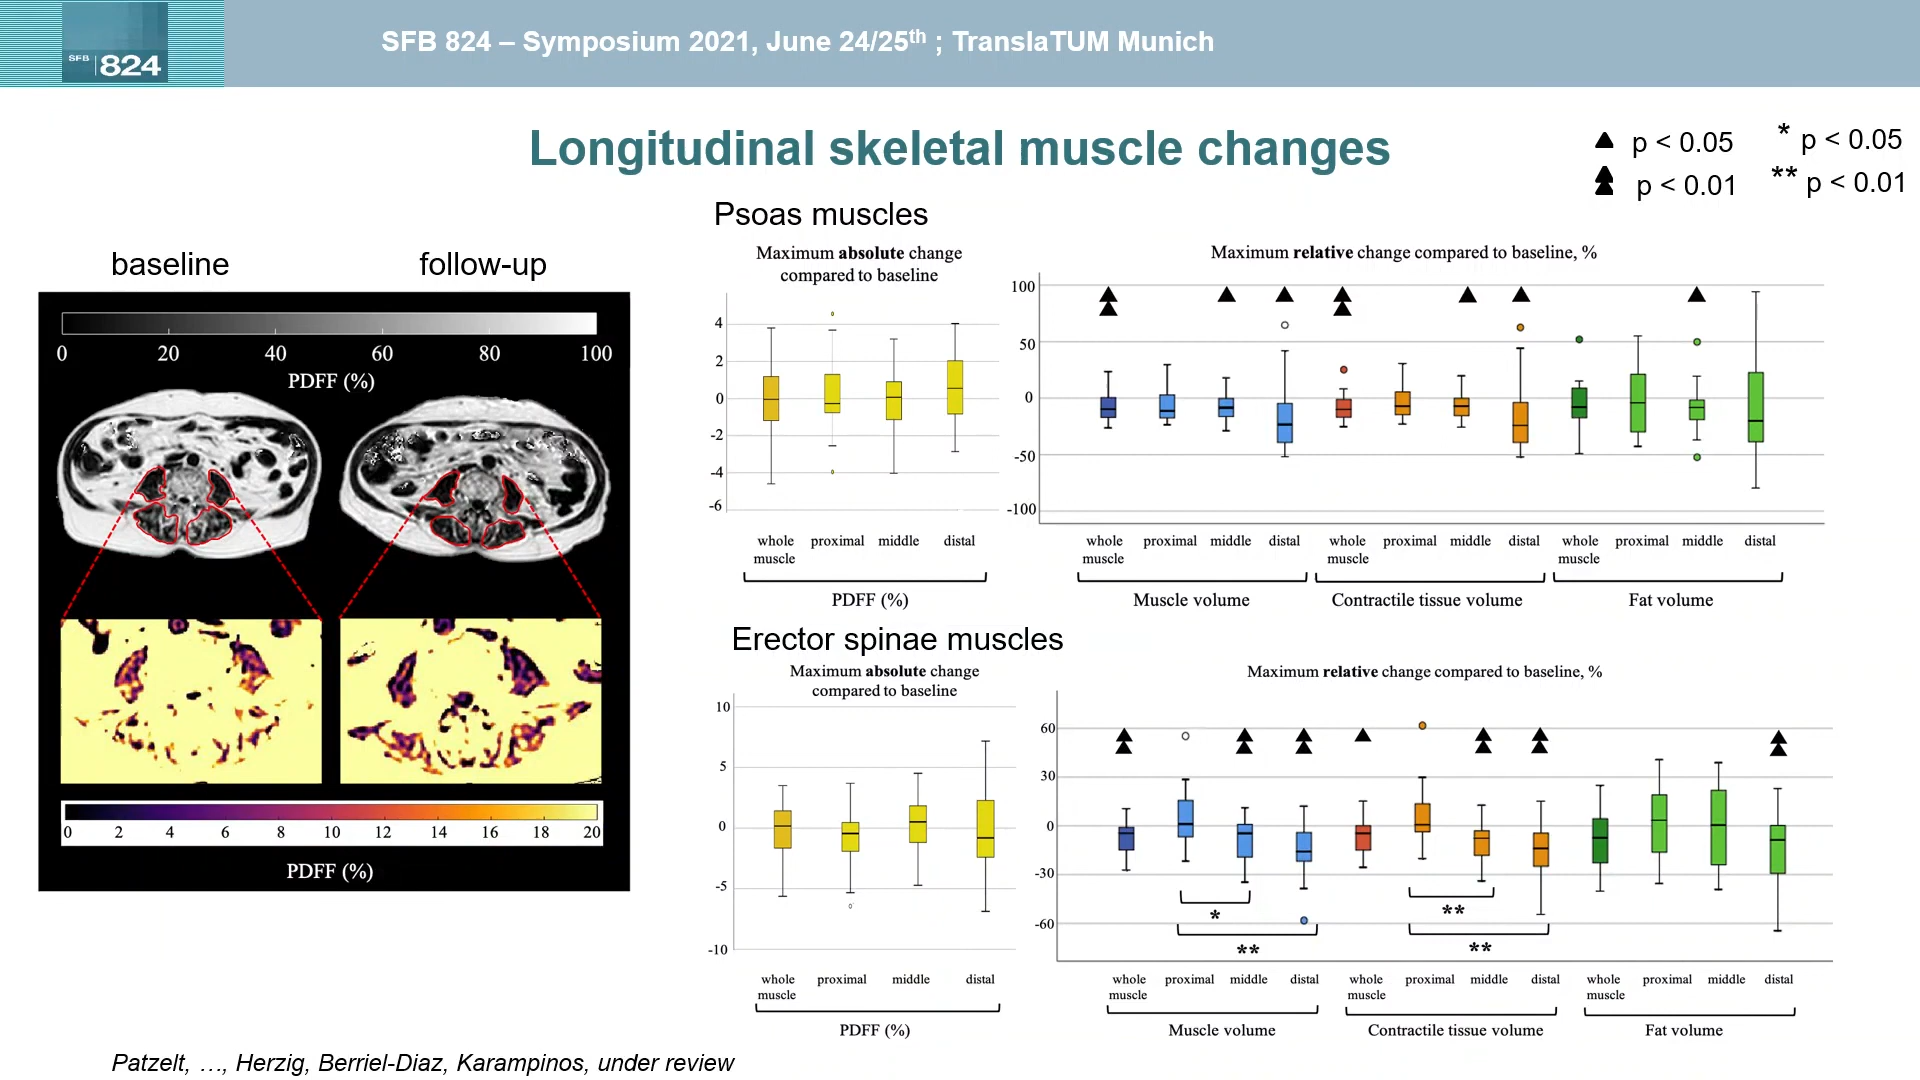 SFB 824
SFB 824 – Symposium 2021, June 24/25th ; TranslaTUM Munich
Longitudinal skeletal muscle changes
▲ p < 0.05 * p < 0.05
▲▲ p < 0.01 ** p < 0.01
baseline follow-up
0 20 40 60 80 100
PDFF (%)
0 2 4 6 8 10 12 14 16 18 20
PDFF (%)
Psoas muscles
Maximum absolute change
compared to baseline
4
2
0
-2
-4
-6
whole muscle proximal middle distal
PDFF (%)
Maximum relative change compared to baseline, %
100
50
0
-50
-100
whole muscle proximal middle distal whole muscle proximal middle distal whole muscle proximal middle distal
Muscle volume Contractile tissue volume Fat volume
Erector spinae muscles
Maximum absolute change
compared to baseline
10
5
0
-5
-10
whole muscle proximal middle distal
PDFF (%)
Maximum relative change compared to baseline, %
60
30
0
-30
-60
* **
** **
whole muscle proximal middle distal whole muscle proximal middle distal whole muscle proximal middle distal
Muscle volume Contractile tissue volume Fat volume
Patzelt, …, Herzig, Berriel-Diaz, Karampinos, under review